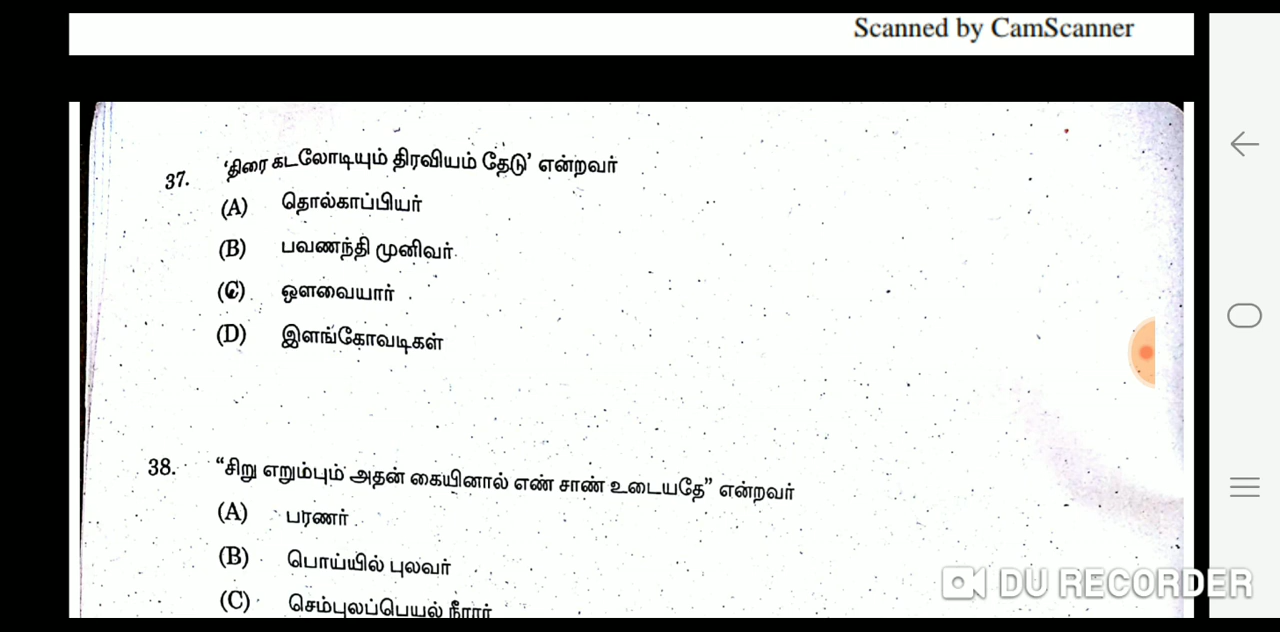 Scanned by CamScanner
37. ‘திரை கடலோடியும் திரவியம் தேடு’ என்றவர்
(A) தொல்காப்பியர்
(B) பவணந்தி முனிவர்
(C) ஔவையார்
(D) இளங்கோவடிகள்
38. “சிறு எறும்பும் அதன் கையினால் எண் சாண் உடையதே” என்றவர்
(A) பரணர்
(B) பொய்யில் புலவர்
(C) செம்புலப்பெயல் நீரார்
DU RECORDER